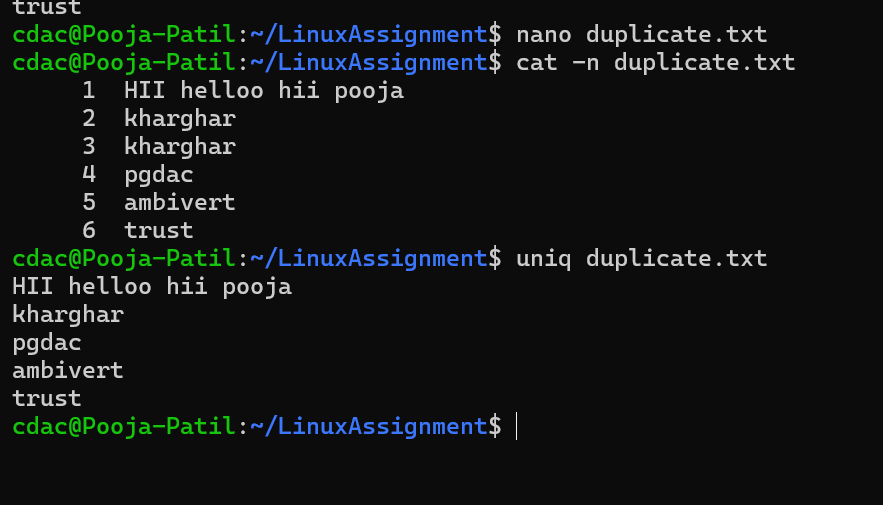 trust
cdac@Pooja-Patil:~/LinuxAssignment$ nano duplicate.txt
cdac@Pooja-Patil:~/LinuxAssignment$ cat -n duplicate.txt
     1  HII helloo hii pooja
     2  kharghar
     3  kharghar
     4  pgdac
     5  ambivert
     6  trust
cdac@Pooja-Patil:~/LinuxAssignment$ uniq duplicate.txt
HII helloo hii pooja
kharghar
pgdac
ambivert
trust
cdac@Pooja-Patil:~/LinuxAssignment$